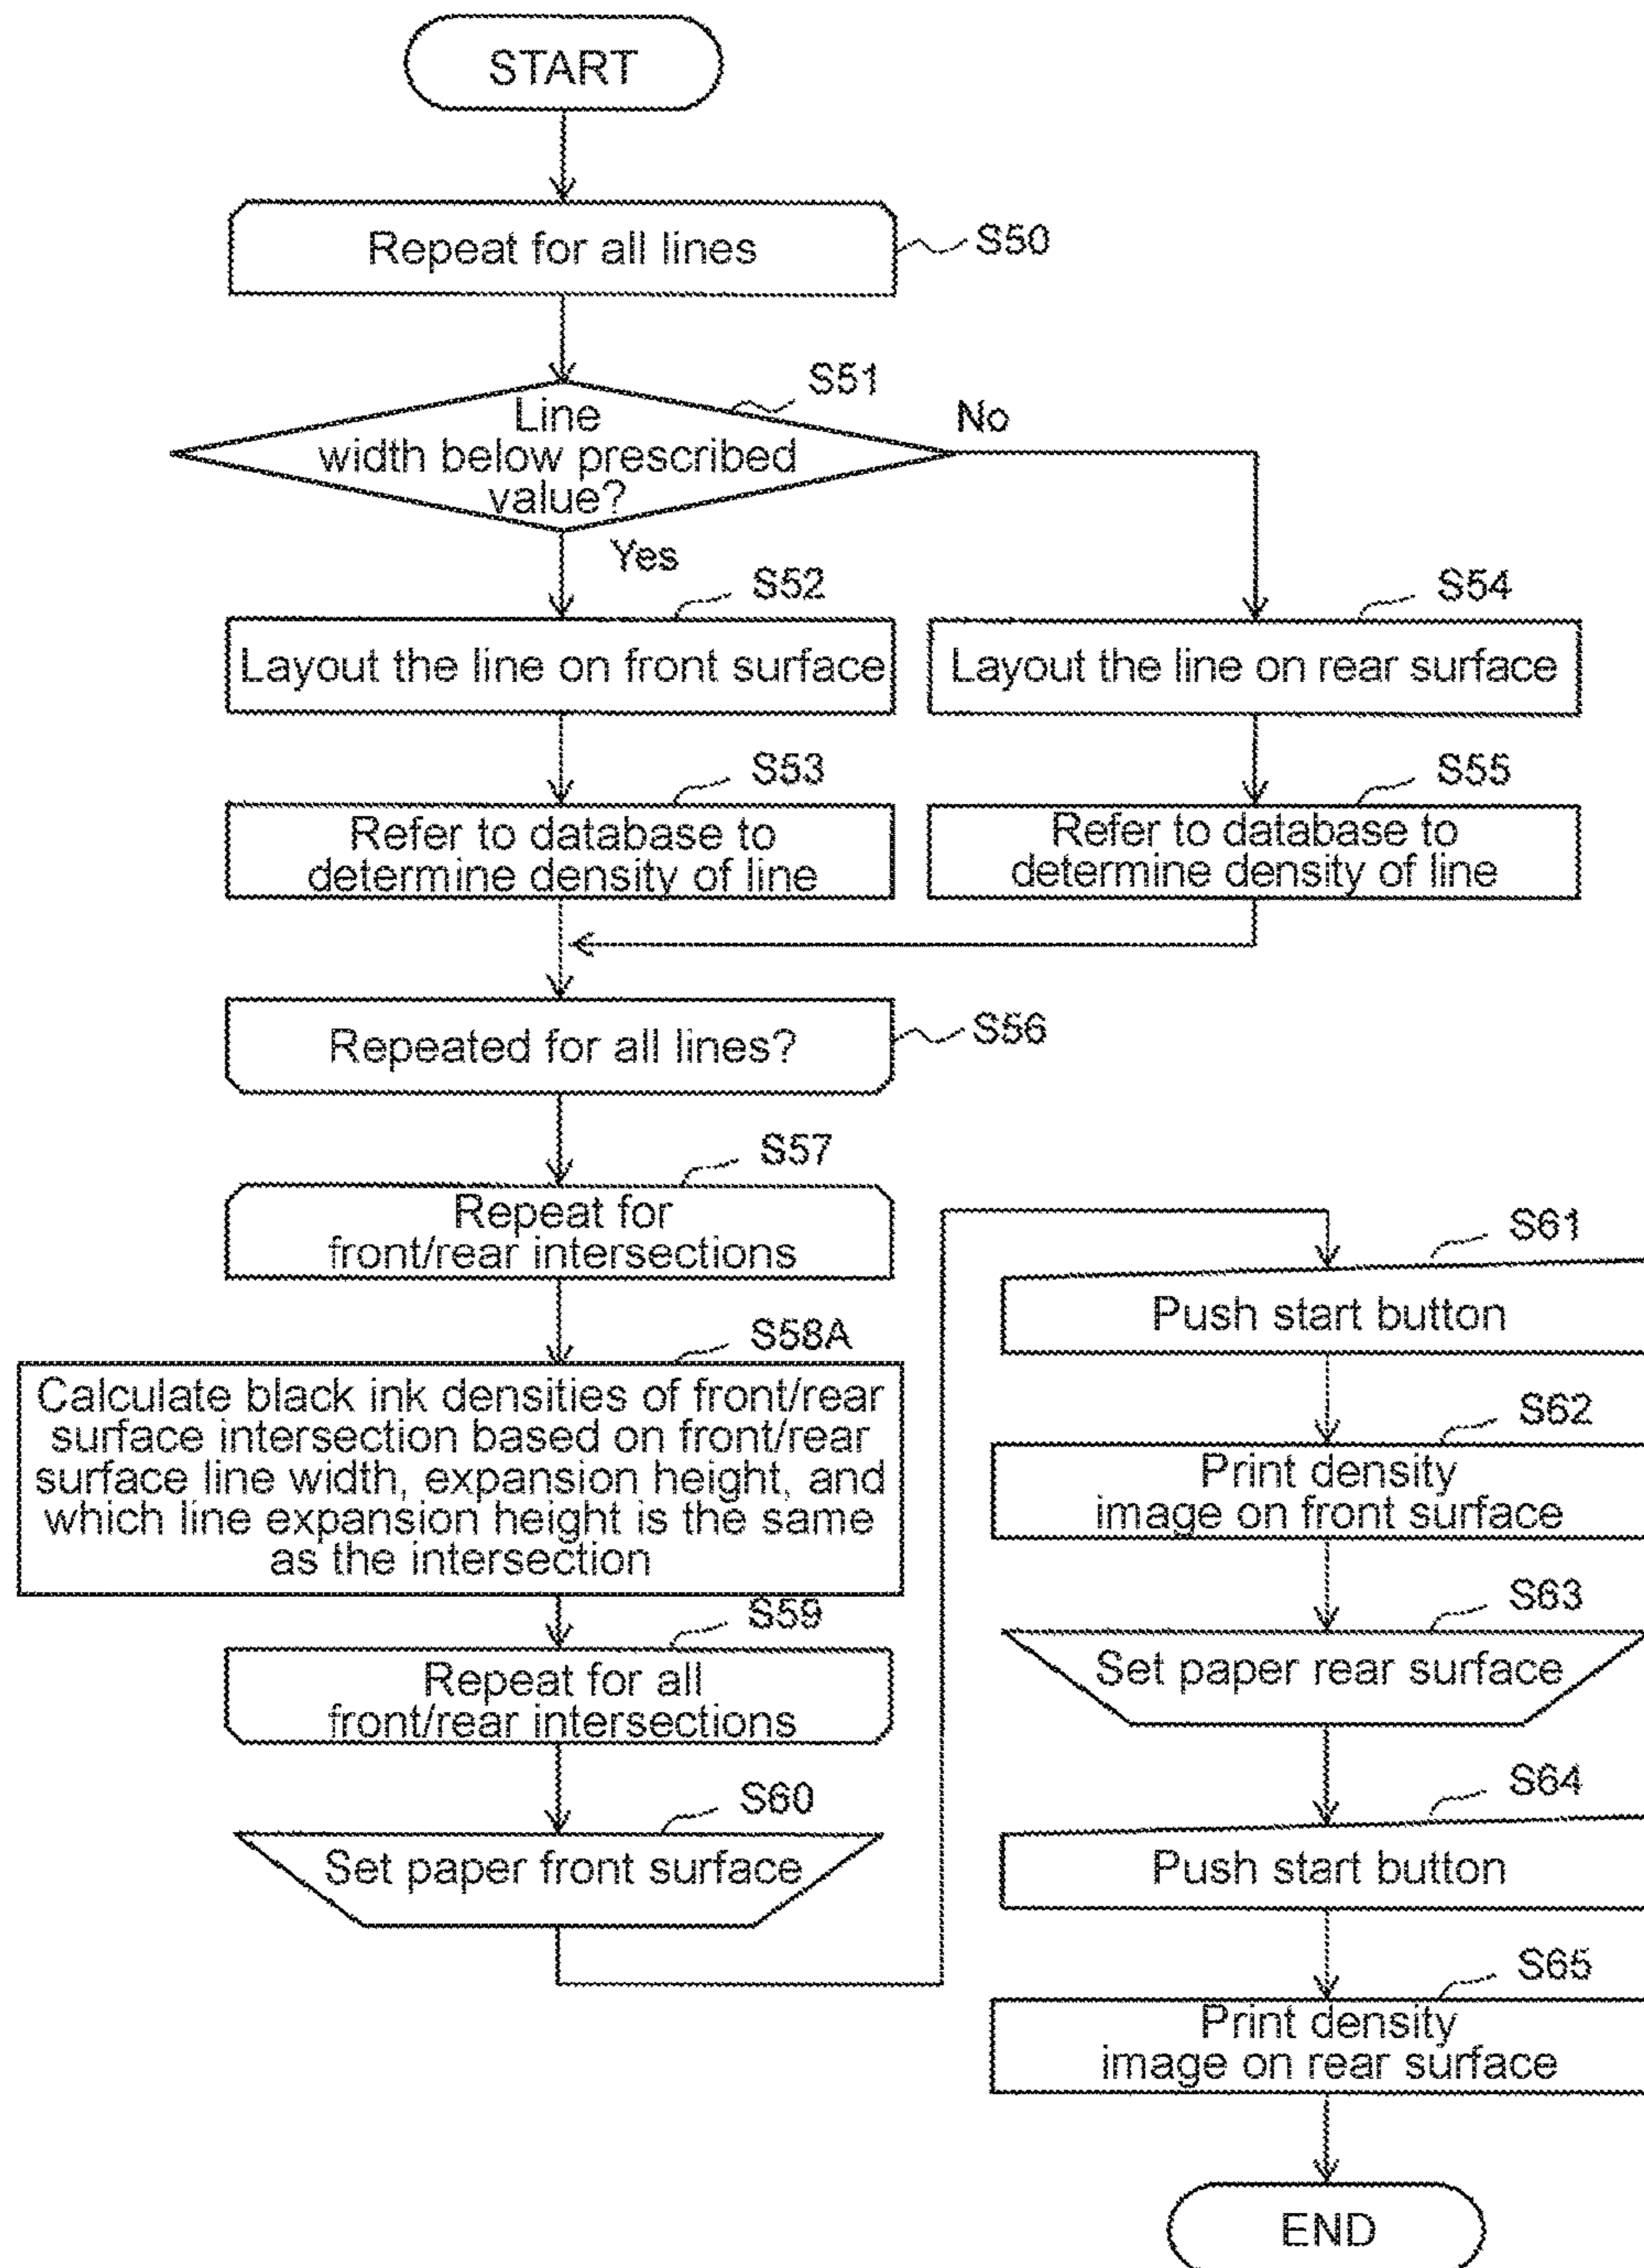 START
Repeat for all lines
S50
S51
Line
width below prescribed
value?
No
Yes
S52
Layout the line on front surface
S54
Layout the line on rear surface
S53
Refer to database to
determine density of line
S55
Refer to database to
determine density of line
Repeated for all lines?
S56
S57
Repeat for
front/rear intersections
S58A
Calculate black ink densities of front/rear
surface intersection based on front/rear
surface line width, expansion height, and
which line expansion height is the same
as the intersection
S59
Repeat for all
front/rear intersections
S60
Set paper front surface
S61
Push start button
S62
Print density
image on front surface
S63
Set paper rear surface
S64
Push start button
S65
Print density
image on rear surface
END